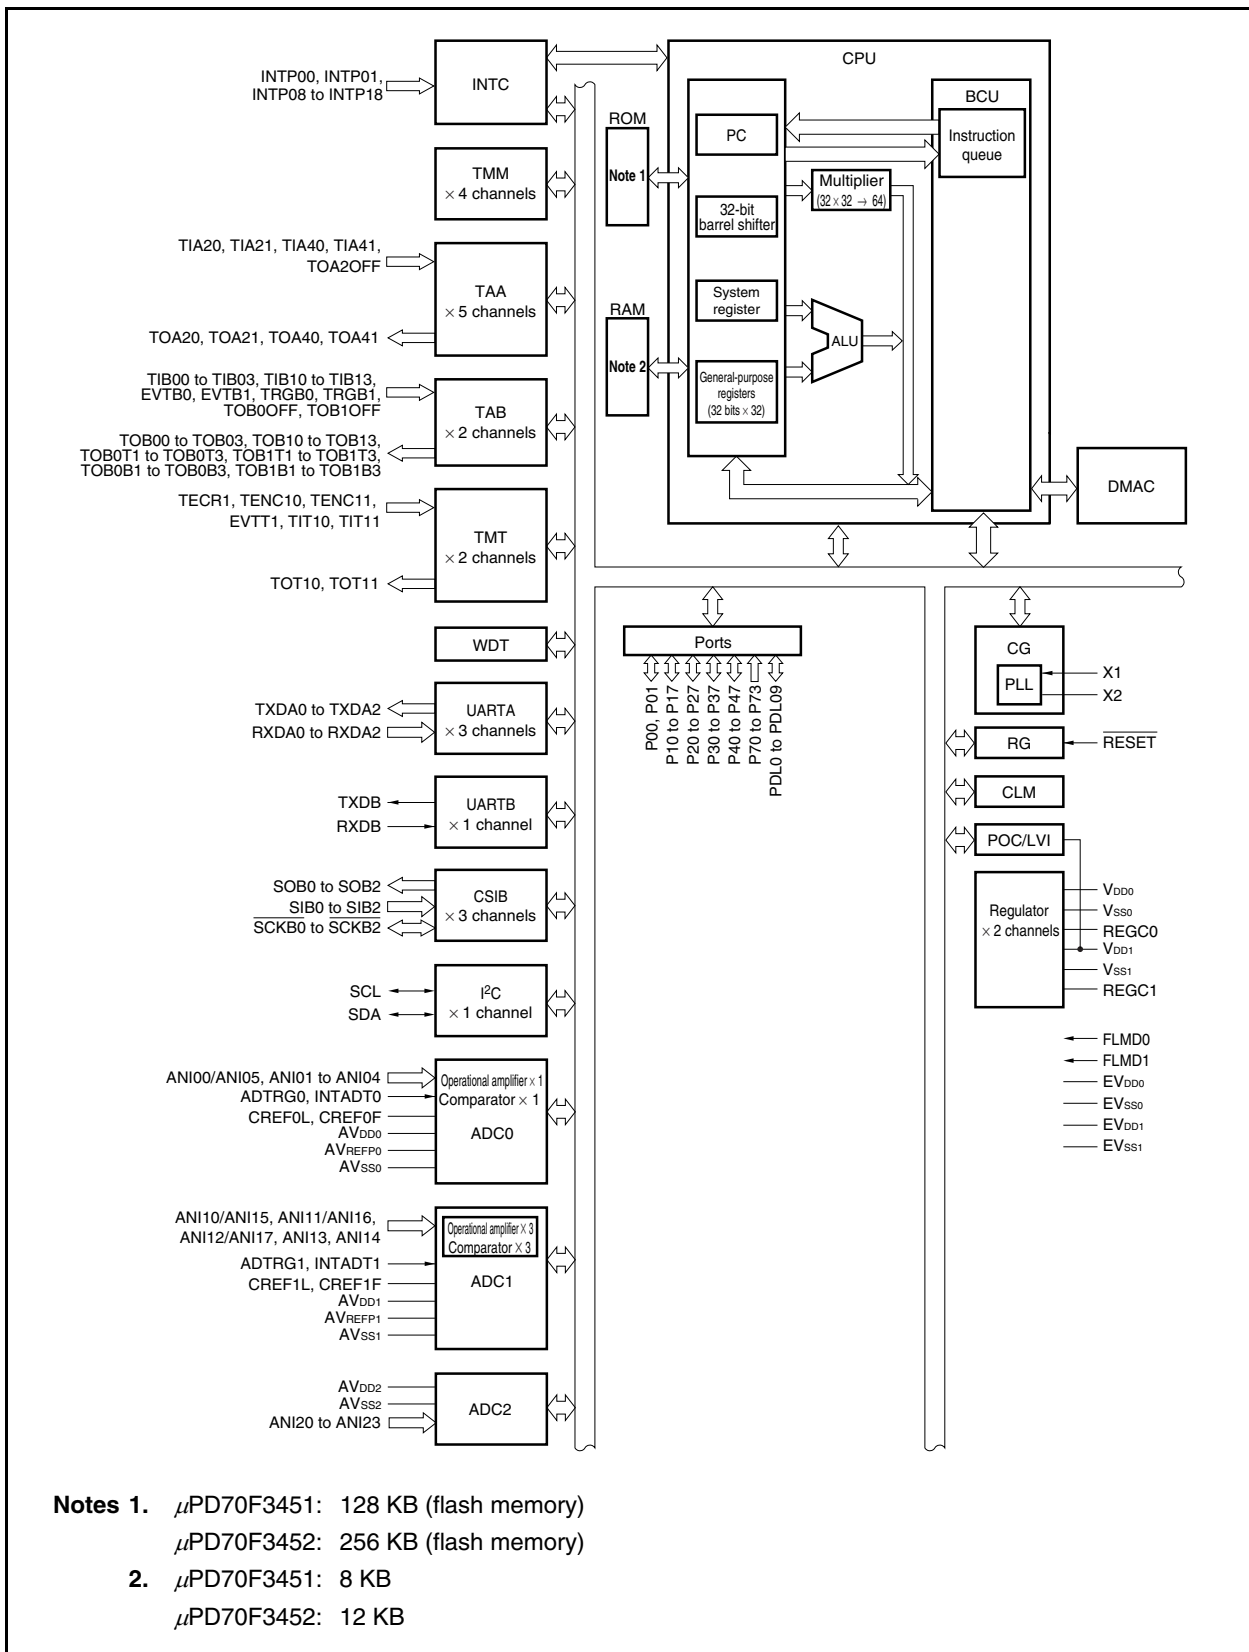 INTP00, INTP01,
INTP08 to INTP18
INTC
TMM
× 4 channels
TIA20, TIA21, TIA40, TIA41,
TOA2OFF
TAA
× 5 channels
TOA20, TOA21, TOA40, TOA41
TIB00 to TIB03, TIB10 to TIB13,
EVTB0, EVTB1, TRGB0, TRGB1,
TOB0OFF, TOB1OFF
TAB
× 2 channels
TOB00 to TOB03, TOB10 to TOB13,
TOB0T1 to TOB0T3, TOB1T1 to TOB1T3,
TOB0B1 to TOB0B3, TOB1B1 to TOB1B3
TECR1, TENC10, TENC11,
EVTT1, TIT10, TIT11
TMT
× 2 channels
TOT10, TOT11
WDT
TXDA0 to TXDA2
RXDA0 to RXDA2
UARTA
× 3 channels
TXDB
RXDB
UARTB
× 1 channel
SOB0 to SOB2
SIB0 to SIB2
SCKB0 to SCKB2
CSIB
× 3 channels
SCL
SDA
I²C
× 1 channel
ANI00/ANI05, ANI01 to ANI04
ADTRG0, INTADT0
CREF0L, CREF0F
AVDD0
AVREFP0
AVSS0
Operational amplifier × 1
Comparator × 1
ADC0
ANI10/ANI15, ANI11/ANI16,
ANI12/ANI17, ANI13, ANI14
ADTRG1, INTADT1
CREF1L, CREF1F
AVDD1
AVREFP1
AVSS1
Operational amplifier × 3
Comparator × 3
ADC1
AVDD2
AVSS2
ANI20 to ANI23
ADC2
ROM
Note 1
RAM
Note 2
CPU
PC
32-bit
barrel shifter
System
register
General-purpose
registers
(32 bits × 32)
Multiplier
(32 × 32 → 64)
ALU
BCU
Instruction
queue
DMAC
Ports
P00, P01
P10 to P17
P20 to P27
P30 to P37
P40 to P47
P70 to P73
PDL0 to PDL09
CG
PLL
X1
X2
RG
RESET
CLM
POC/LVI
Regulator
× 2 channels
VDD0
VSS0
REGC0
VDD1
VSS1
REGC1
FLMD0
FLMD1
EVDD0
EVSS0
EVDD1
EVSS1
Notes 1. μPD70F3451: 128 KB (flash memory)
μPD70F3452: 256 KB (flash memory)
2. μPD70F3451: 8 KB
μPD70F3452: 12 KB